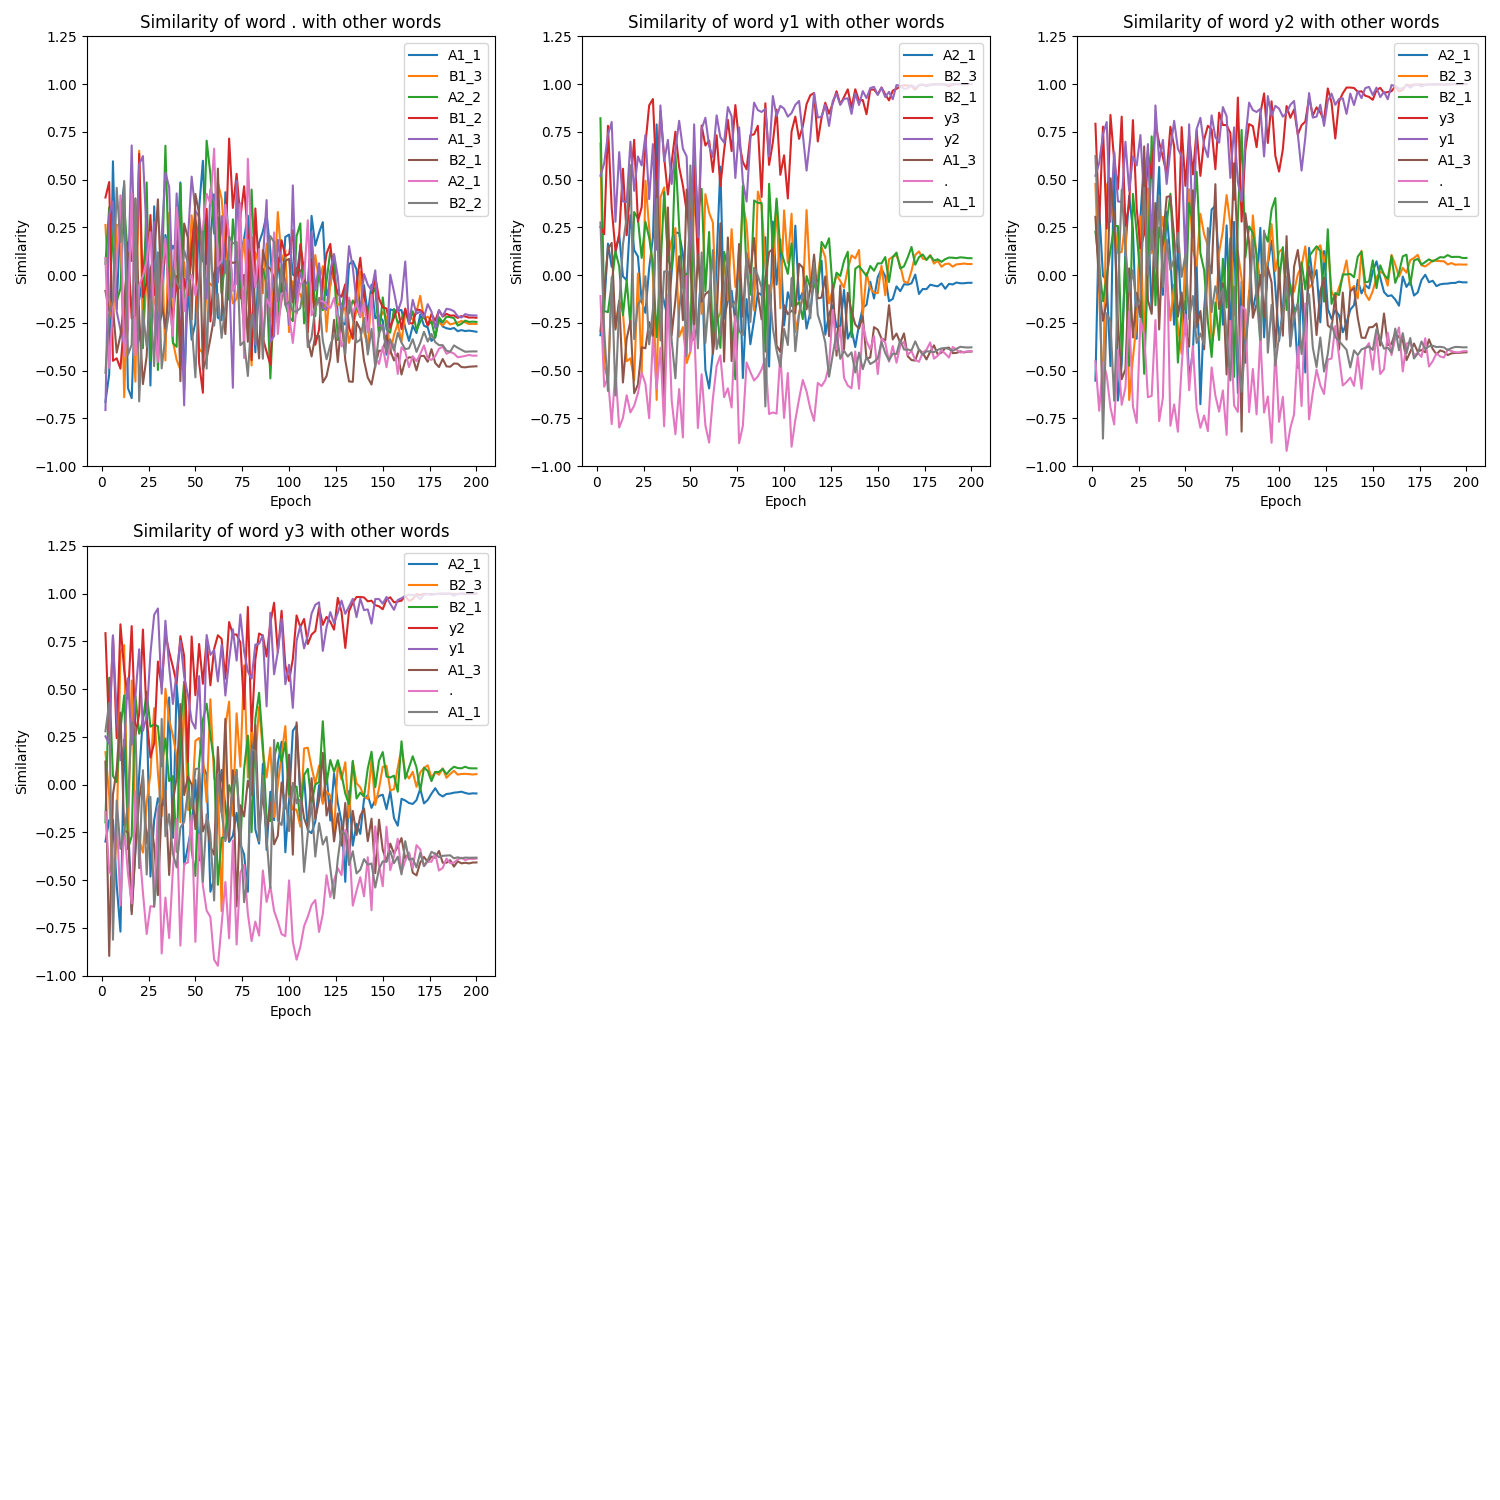 Similarity of word . with other words
Similarity
1.25
1.00
0.75
0.50
0.25
0.00
−0.25
−0.50
−0.75
−1.00
A1_1
B1_3
A2_2
B1_2
A1_3
B2_1
A2_1
B2_2
0 25 50 75 100 125 150 175 200
Epoch
Similarity of word y1 with other words
Similarity
1.25
1.00
0.75
0.50
0.25
0.00
−0.25
−0.50
−0.75
−1.00
A2_1
B2_3
B2_1
y3
y2
A1_3
.
A1_1
0 25 50 75 100 125 150 175 200
Epoch
Similarity of word y2 with other words
Similarity
1.25
1.00
0.75
0.50
0.25
0.00
−0.25
−0.50
−0.75
−1.00
A2_1
B2_3
B2_1
y3
y1
A1_3
.
A1_1
0 25 50 75 100 125 150 175 200
Epoch
Similarity of word y3 with other words
Similarity
1.25
1.00
0.75
0.50
0.25
0.00
−0.25
−0.50
−0.75
−1.00
A2_1
B2_3
B2_1
y2
y1
A1_3
.
A1_1
0 25 50 75 100 125 150 175 200
Epoch